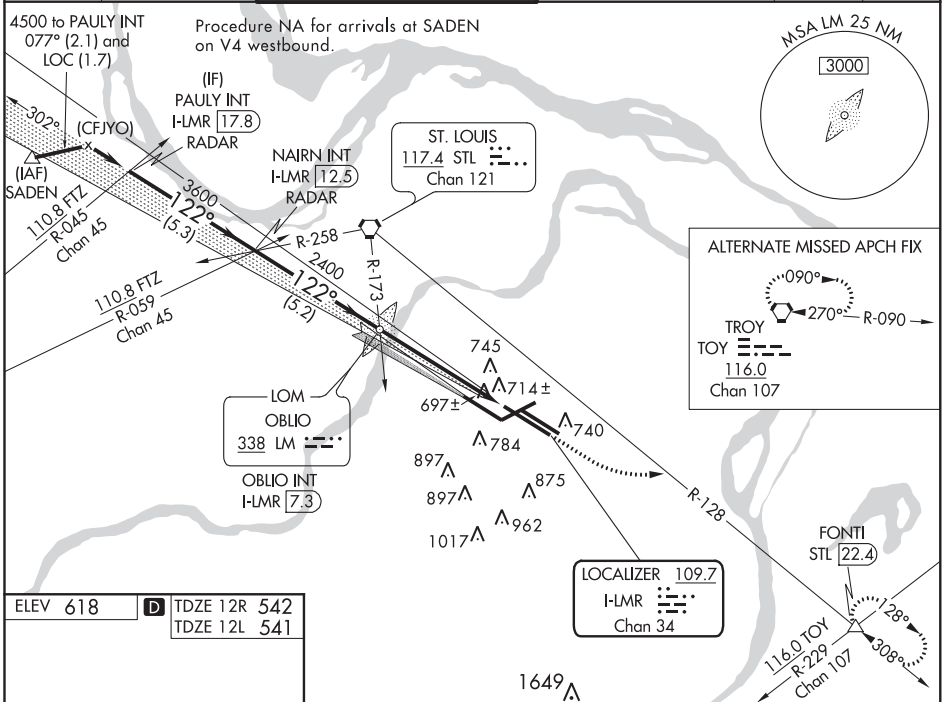 4500 to PAULY INT
077° (2.1) and
LOC (1.7)
Procedure NA for arrivals at SADEN
on V4 westbound.
MSA LM 25 NM
3000
302°
(CFJYO)
(IAF)
SADEN
(IF)
PAULY INT
I-LMR 17.8
RADAR
110.8 FTZ
R-045
Chan 45
3600
122°
(5.3)
NAIRN INT
I-LMR 12.5
RADAR
110.8 FTZ
R-059
Chan 45
R-258
ST. LOUIS
117.4 STL
Chan 121
R-173
2400
122°
(5.2)
ALTERNATE MISSED APCH FIX
090°
270°
R-090
TROY
TOY
116.0
Chan 107
LOM
OBLIO
338 LM
OBLIO INT
I-LMR 7.3
745
714±
697±
740
784
897
897
875
962
1017
R-128
LOCALIZER 109.7
I-LMR
Chan 34
FONTI
STL 22.4
128°
308°
116.0 TOY
R-229
Chan 107
1649
ELEV 618
D
TDZE 12R 542
TDZE 12L 541